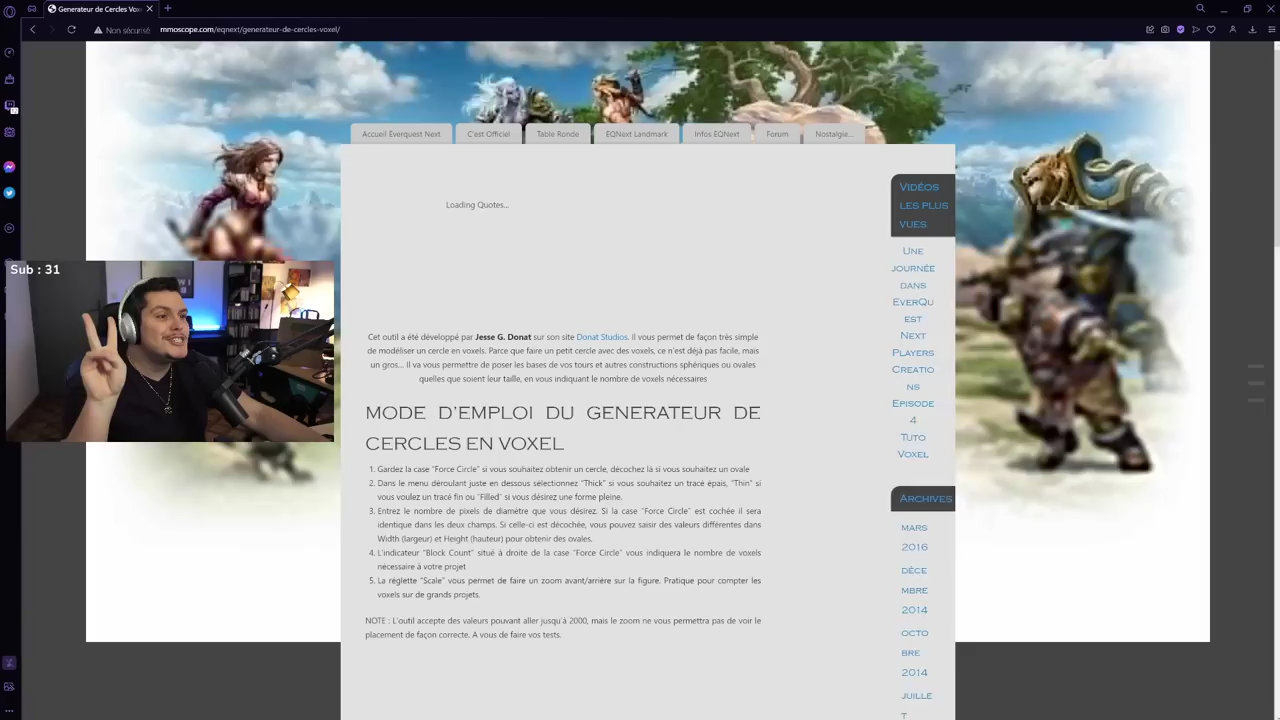 Generateur de Cercles Vox
Non sécurisé mmoscope.com/eqnext/generateur-de-cercles-voxel/
Accueil Everquest Next
C'est Officiel
Table Ronde
EQNext Landmark
Infos EQNext
Forum
Nostalgie...
Loading Quotes...
Sub : 31
Cet outil a été développé par Jesse G. Donat sur son site Donat Studios. Il vous permet de façon très simple
de modéliser un cercle en voxels. Parce que faire un petit cercle avec des voxels, ce n'est déjà pas facile, mais
un gros... Il va vous permettre de poser les bases de vos tours et autres constructions sphériques ou ovales
quelles que soient leur taille, en vous indiquant le nombre de voxels nécessaires
MODE D'EMPLOI DU GENERATEUR DE
CERCLES EN VOXEL
1. Gardez la case "Force Circle" si vous souhaitez obtenir un cercle, décochez là si vous souhaitez un ovale
2. Dans le menu déroulant juste en dessous sélectionnez "Thick" si vous souhaitez un tracé épais, "Thin" si
vous voulez un tracé fin ou "Filled" si vous désirez une forme pleine.
3. Entrez le nombre de pixels de diamètre que vous désirez. Si la case "Force Circle" est cochée il sera
identique dans les deux champs. Si celle-ci est décochée, vous pouvez saisir des valeurs différentes dans
Width (largeur) et Height (hauteur) pour obtenir des ovales.
4. L'indicateur "Block Count" situé à droite de la case "Force Circle" vous indiquera le nombre de voxels
nécessaire à votre projet
5. La réglette "Scale" vous permet de faire un zoom avant/arrière sur la figure. Pratique pour compter les
voxels sur de grands projets.
NOTE : L'outil accepte des valeurs pouvant aller jusqu'à 2000, mais le zoom ne vous permettra pas de voir le
placement de façon correcte. A vous de faire vos tests.
Vidéos
les plus
vues
Une
journée
dans
EverQu
est
Next
Players
Creatio
ns
Episode
4
Tuto
Voxel
Archives
mars
2016
déce
mbre
2014
octo
bre
2014
juille
t